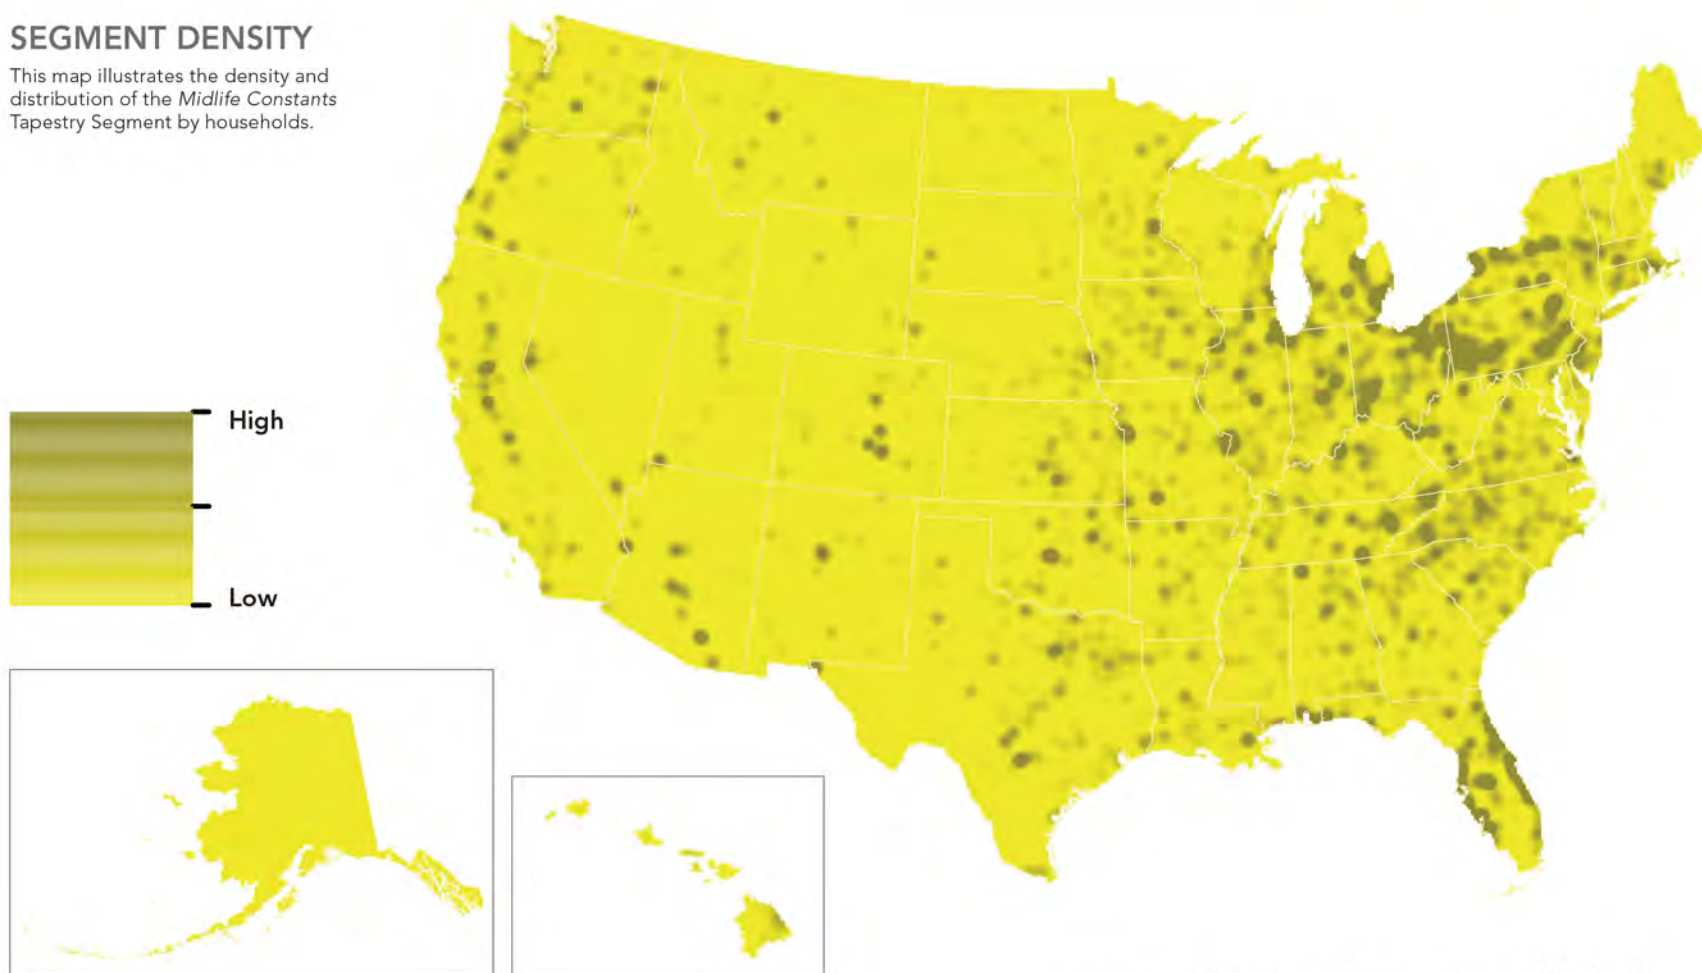 SEGMENT DENSITY
This map illustrates the density and
distribution of the Midlife Constants
Tapestry Segment by households.
High
Low